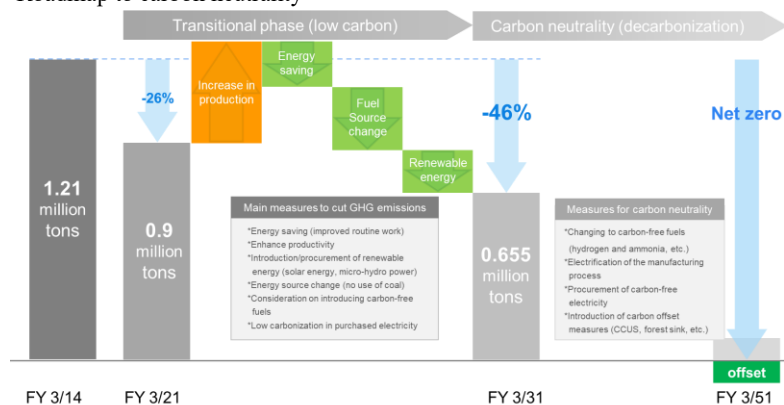 Roadmap to carbon neutrality
Transitional phase (low carbon)
Carbon neutrality (decarbonization)
-26%
Increase in
production
Energy
saving
Fuel
Source
change
Renewable
energy
-46%
Net zero
1.21
million
tons
0.9
million
tons
Main measures to cut GHG emissions
*Energy saving (improved routine work)
*Enhance productivity
*Introduction/procurement of renewable
energy (solar energy, micro-hydro power)
*Energy source change (no use of coal)
*Consideration on introducing carbon-free
fuels
*Low carbonization in purchased electricity
0.655
million
tons
Measures for carbon neutrality
*Changing to carbon-free fuels
(hydrogen and ammonia, etc.)
*Electrification of the manufacturing
process
*Procurement of carbon-free
electricity
*Introduction of carbon offset
measures (CCUS, forest sink, etc.)
offset
FY 3/14
FY 3/21
FY 3/31
FY 3/51